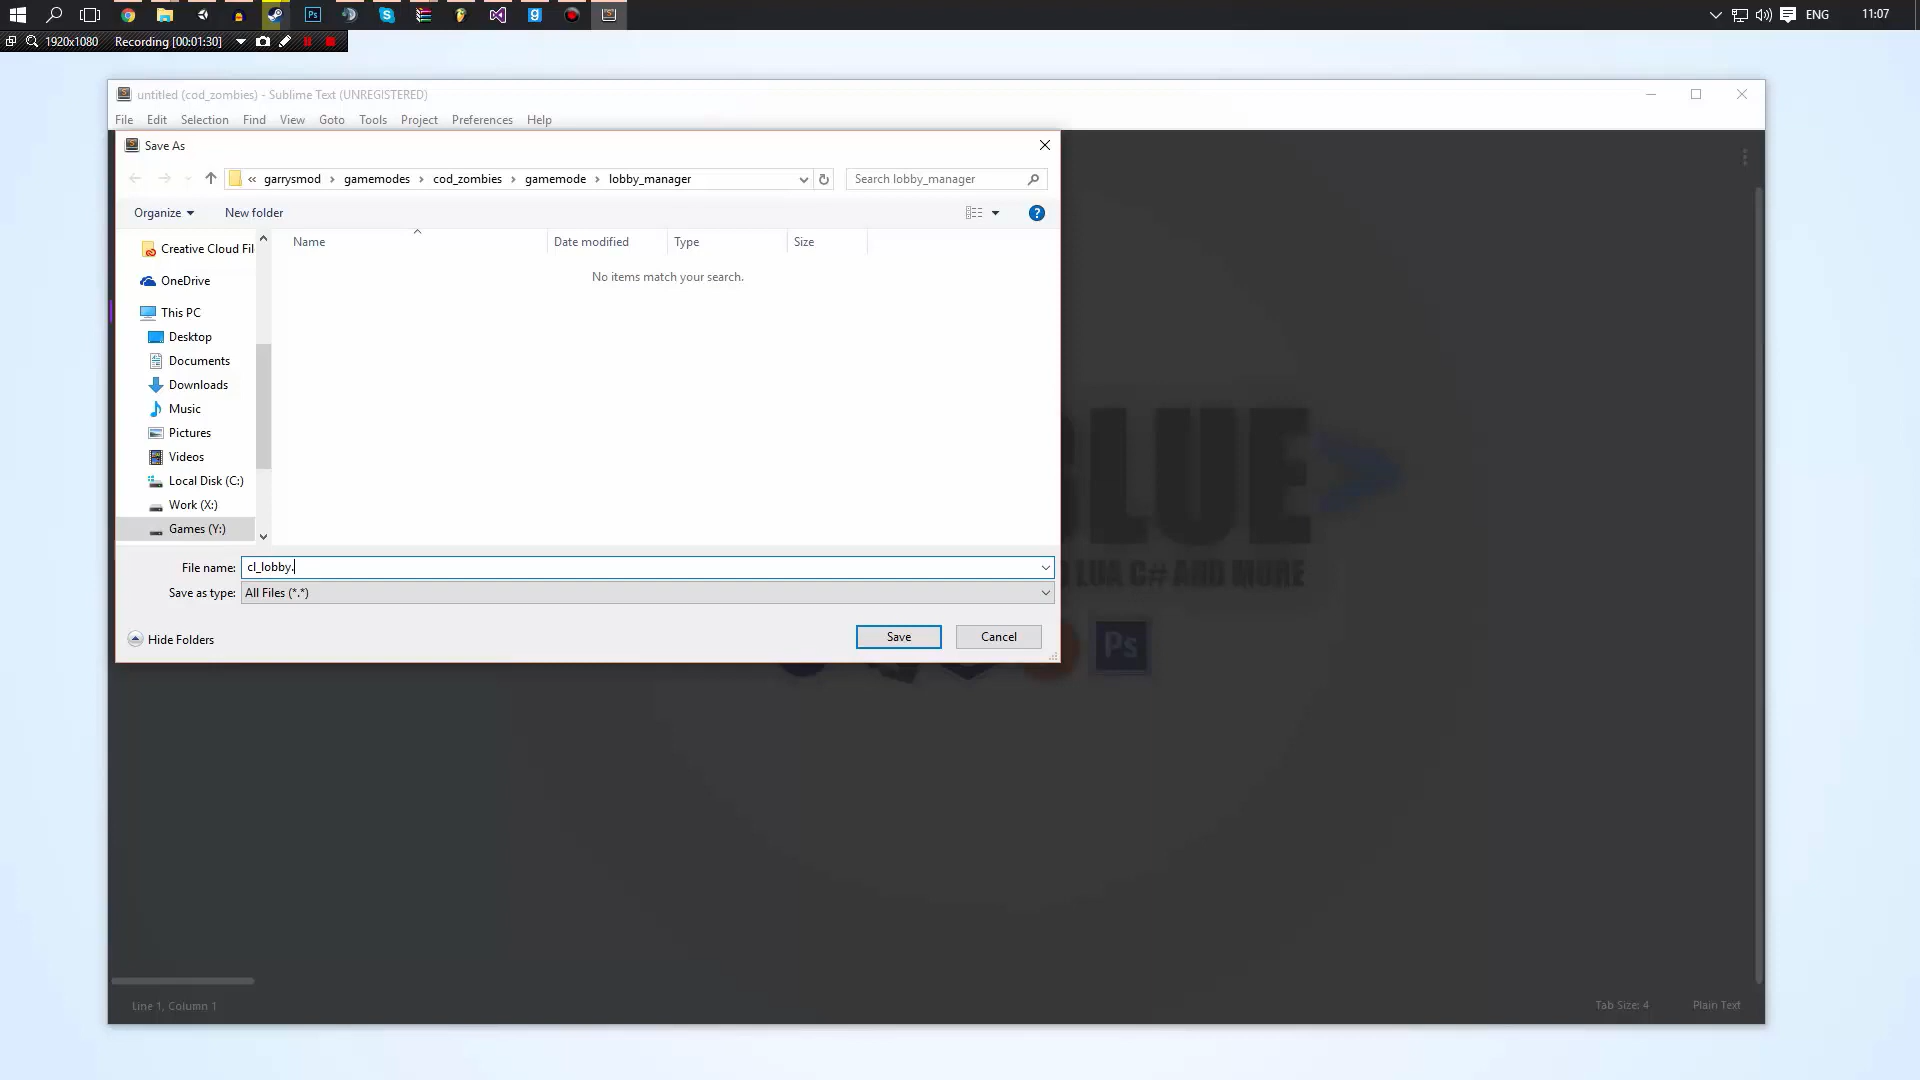 ENG
11:07
1920x1080
Recording [00:01:30]
untitled (cod_zombies) - Sublime Text (UNREGISTERED)
File Edit Selection Find View Goto Tools Project Preferences Help
Save As
« garrysmod › gamemodes › cod_zombies › gamemode › lobby_manager
Search lobby_manager
Organize
New folder
Name
Date modified
Type
Size
No items match your search.
Creative Cloud Fil
OneDrive
This PC
Desktop
Documents
Downloads
Music
Pictures
Videos
Local Disk (C:)
Work (X:)
Games (Y:)
File name: cl_lobby.
Save as type: All Files (*.*)
Hide Folders
Save
Cancel
GLUE>
LUA C# AND MORE
Ps
Line 1, Column 1
Tab Size: 4
Plain Text